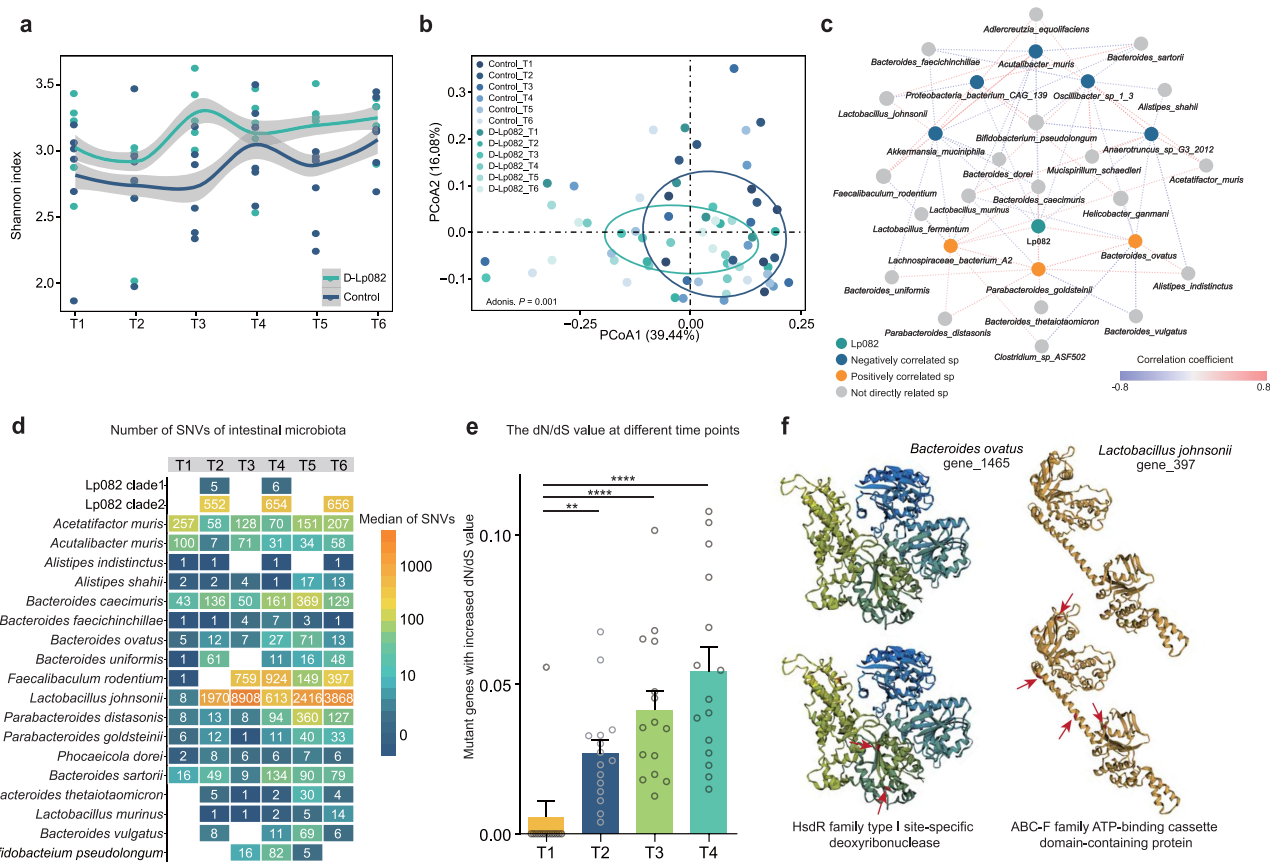 a
3.5
3.0
2.5
2.0
Shannon index
D-Lp082
Control
T1 T2 T3 T4 T5 T6
b
Control_T1
Control_T2
Control_T3
Control_T4
Control_T5
Control_T6
D-Lp082_T1
D-Lp082_T2
D-Lp082_T3
D-Lp082_T4
D-Lp082_T5
D-Lp082_T6
0.3
0.2
0.10
0.0
−0.1
PCoA2 (16.08%)
Adonis. P = 0.001
−0.25 0.00 0.25
PCoA1 (39.44%)
c
Adlercreutzia_equolifaciens
Bacteroides_faecichinchillae
Acutalibacter_muris
Bacteroides_sartorii
Proteobacteria_bacterium_CAG_139
Oscillibacter_sp_1_3
Lactobacillus_johnsonii
Alistipes_shahii
Bifidobacterium_pseudolongum
Akkermansia_muciniphila
Anaerotruncus_sp_G3_2012
Bacteroides_dorei
Mucispirillum_schaedleri
Acetatifactor_muris
Faecalibaculum_rodentium
Bacteroides_caecimuris
Lactobacillus_murinus
Helicobacter_ganmani
Lactobacillus_fermentum
Lp082
Lachnospiraceae_bacterium_A2
Bacteroides_ovatus
Bacteroides_uniformis
Parabacteroides_goldsteinii
Alistipes_indistinctus
Parabacteroides_distasonis
Bacteroides_thetaiotaomicron
Bacteroides_vulgatus
Clostridium_sp_ASF502
Lp082
Negatively correlated sp
Positively correlated sp
Not directly related sp
Correlation coefficient
-0.8 0.8
d
Number of SNVs of intestinal microbiota
T1 T2 T3 T4 T5 T6
Lp082 clade1 5 6
Lp082 clade2 552 654 656
Acetatifactor muris 257 58 128 70 151 207
Acutalibacter muris 100 7 71 31 34 58
Alistipes indistinctus 1 1 1 1
Alistipes shahii 2 2 4 1 17 13
Bacteroides caecimuris 43 136 50 161 369 129
Bacteroides faecichinchillae 1 1 4 7 3 1
Bacteroides ovatus 5 12 7 27 71 13
Bacteroides uniformis 1 61 11 16 48
Faecalibaculum rodentium 1 759 924 149 397
Lactobacillus johnsonii 8 1970 8908 613 2416 3868
Parabacteroides distasonis 8 13 8 94 360 127
Parabacteroides goldsteinii 6 12 1 11 40 33
Phocaeicola dorei 2 8 6 6 7 6
Bacteroides sartorii 16 49 9 134 90 79
acteroides thetaiotaomicron 5 1 2 30 4
Lactobacillus murinus 1 1 2 5 14
Bacteroides vulgatus 8 11 69 6
fidobacteium pseudolongum 16 82 5
Median of SNVs
1000
100
10
0
e
The dN/dS value at different time points
Mutant genes with increased dN/dS value
0.10
0.05
0.00
**
****
****
T1 T2 T3 T4
f
Bacteroides ovatus
gene_1465
Lactobacillus johnsonii
gene_397
HsdR family type I site-specific
deoxyribonuclease
ABC-F family ATP-binding cassette
domain-containing protein